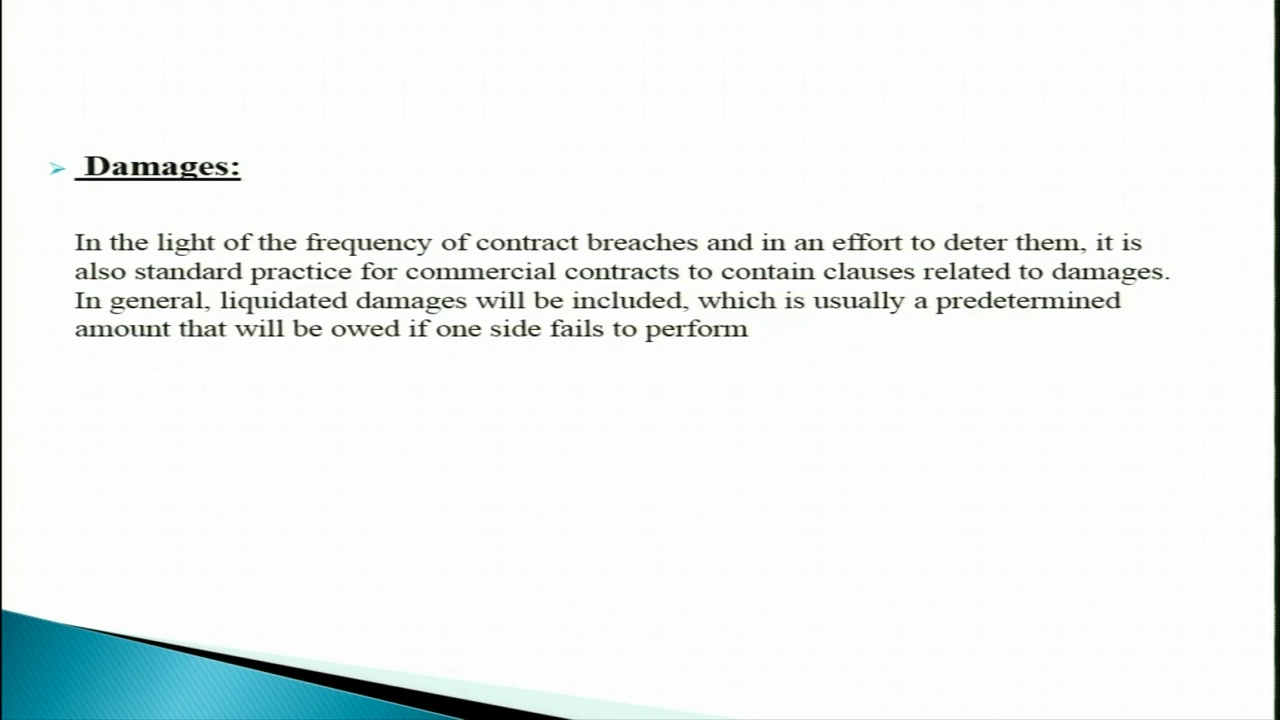 ➢ Damages:
In the light of the frequency of contract breaches and in an effort to deter them, it is
also standard practice for commercial contracts to contain clauses related to damages.
In general, liquidated damages will be included, which is usually a predetermined
amount that will be owed if one side fails to perform